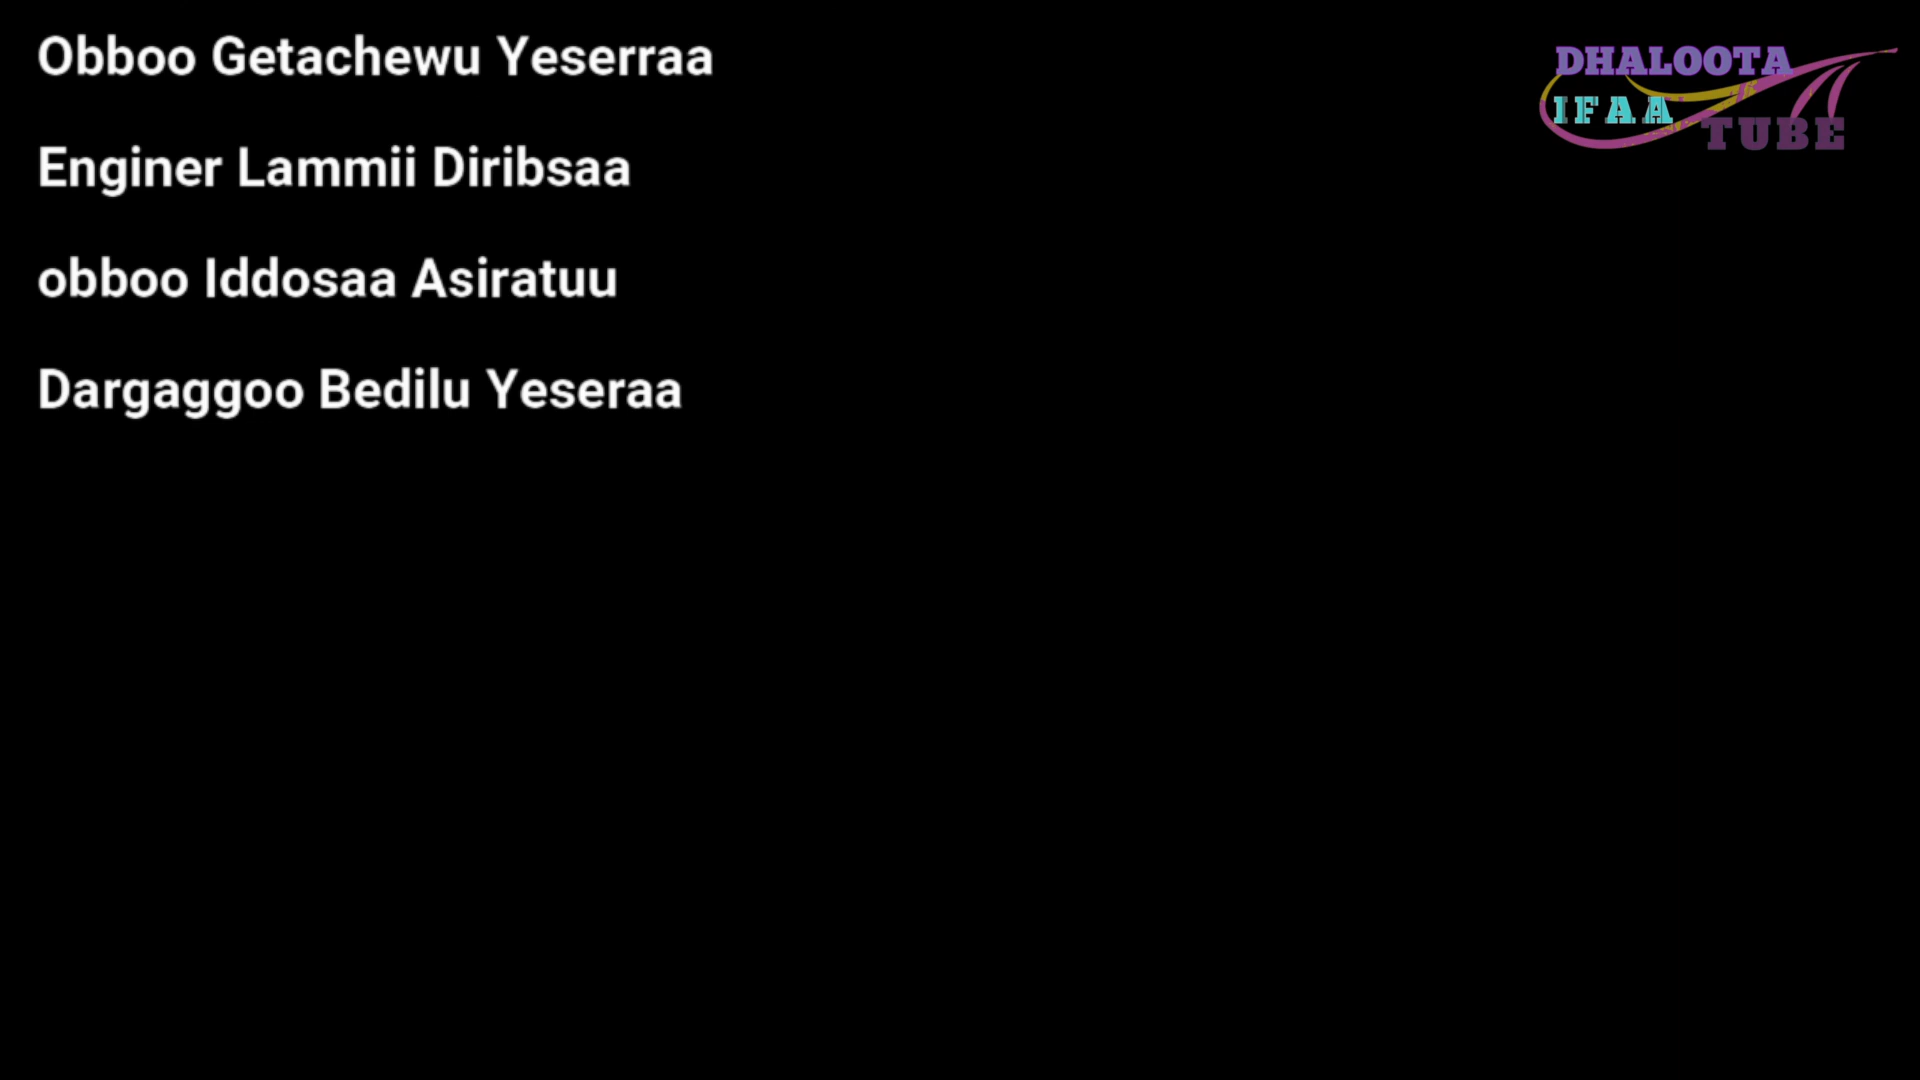 Obboo Getachewu Yeserraa
DHALOOTA
IFAA
TUBE
Enginer Lammii Diribsaa
obboo Iddosaa Asiratuu
Dargaggoo Bedilu Yeseraa